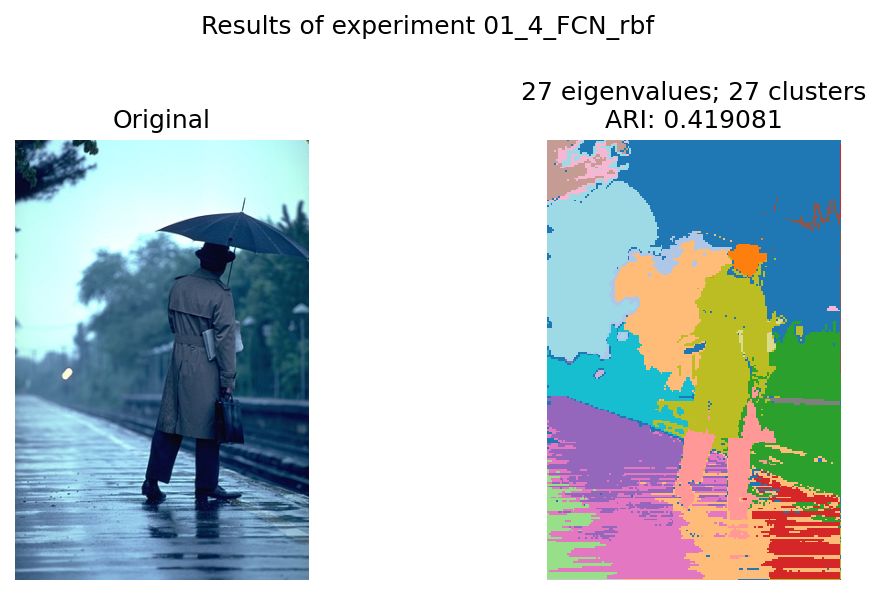 Results of experiment 01_4_FCN_rbf
Original
27 eigenvalues; 27 clusters
ARI: 0.419081